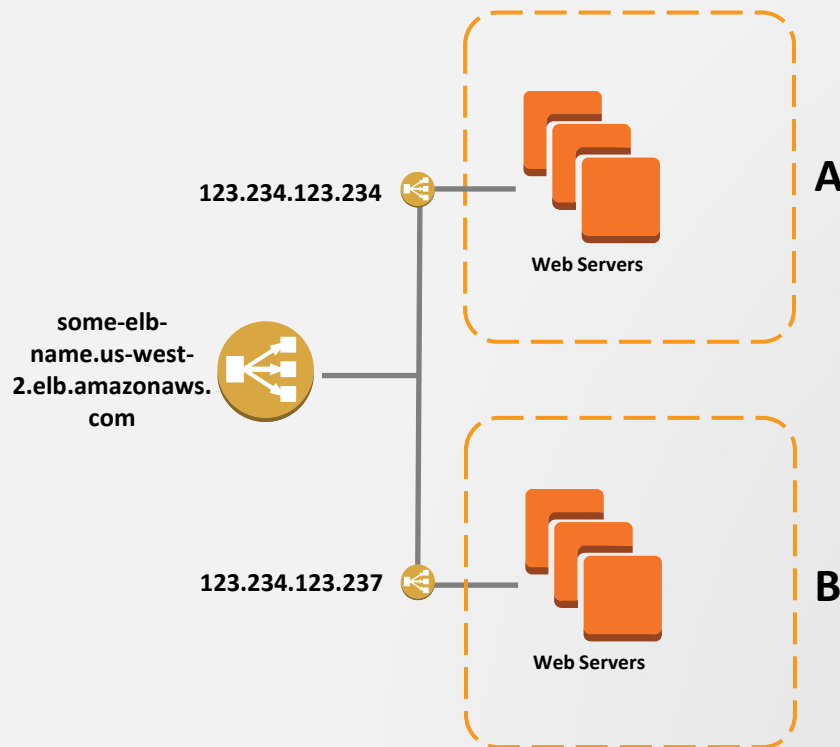 123.234.123.234
Web Servers
A
some-elb-
name.us-west-
2.elb.amazonaws.
com
123.234.123.237
Web Servers
B